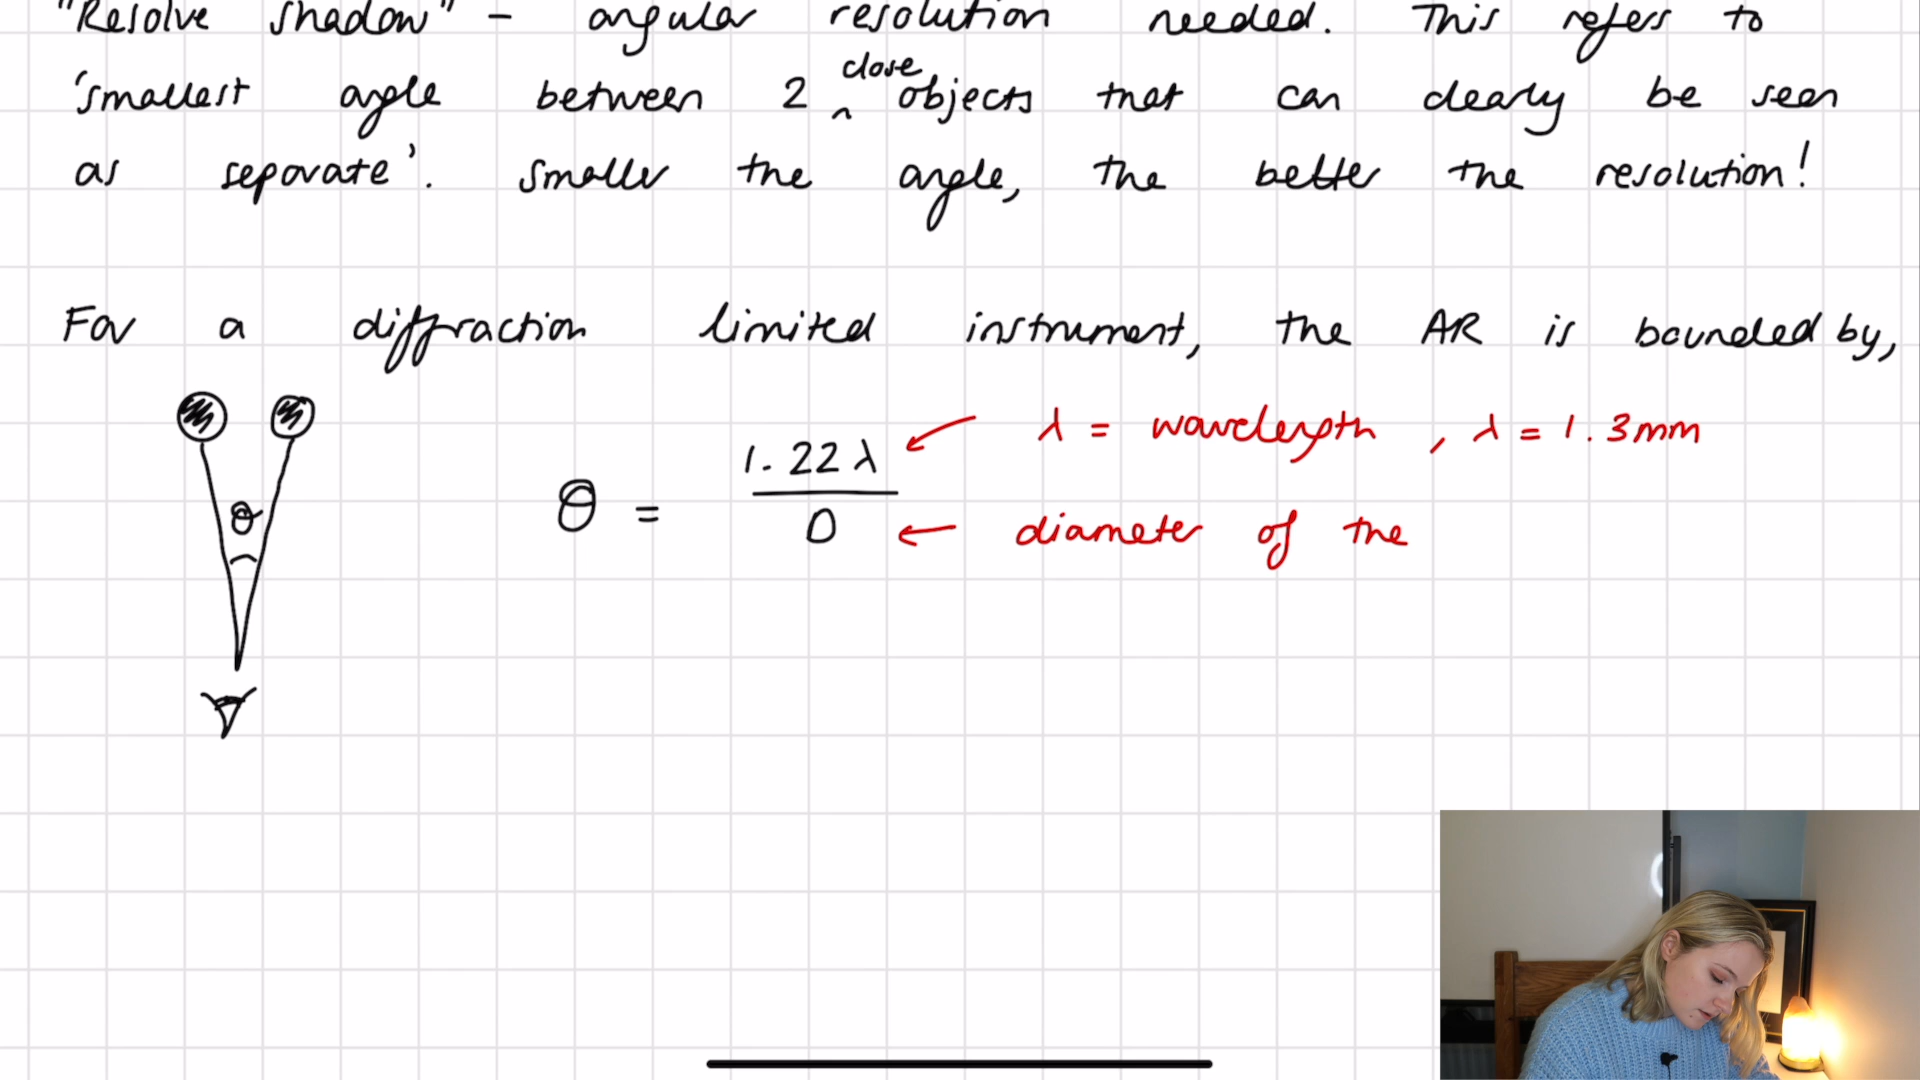 "Resolve shadow" - angular resolution needed. This refers to
close
'smallest angle between 2 ^ objects that can clearly be seen
as separate'. Smaller the angle, the better the resolution!
For a diffraction limited instrument, the AR is bounded by,
θ = 1.22λ / D
λ = wavelength, λ = 1.3mm
diameter of the
θ